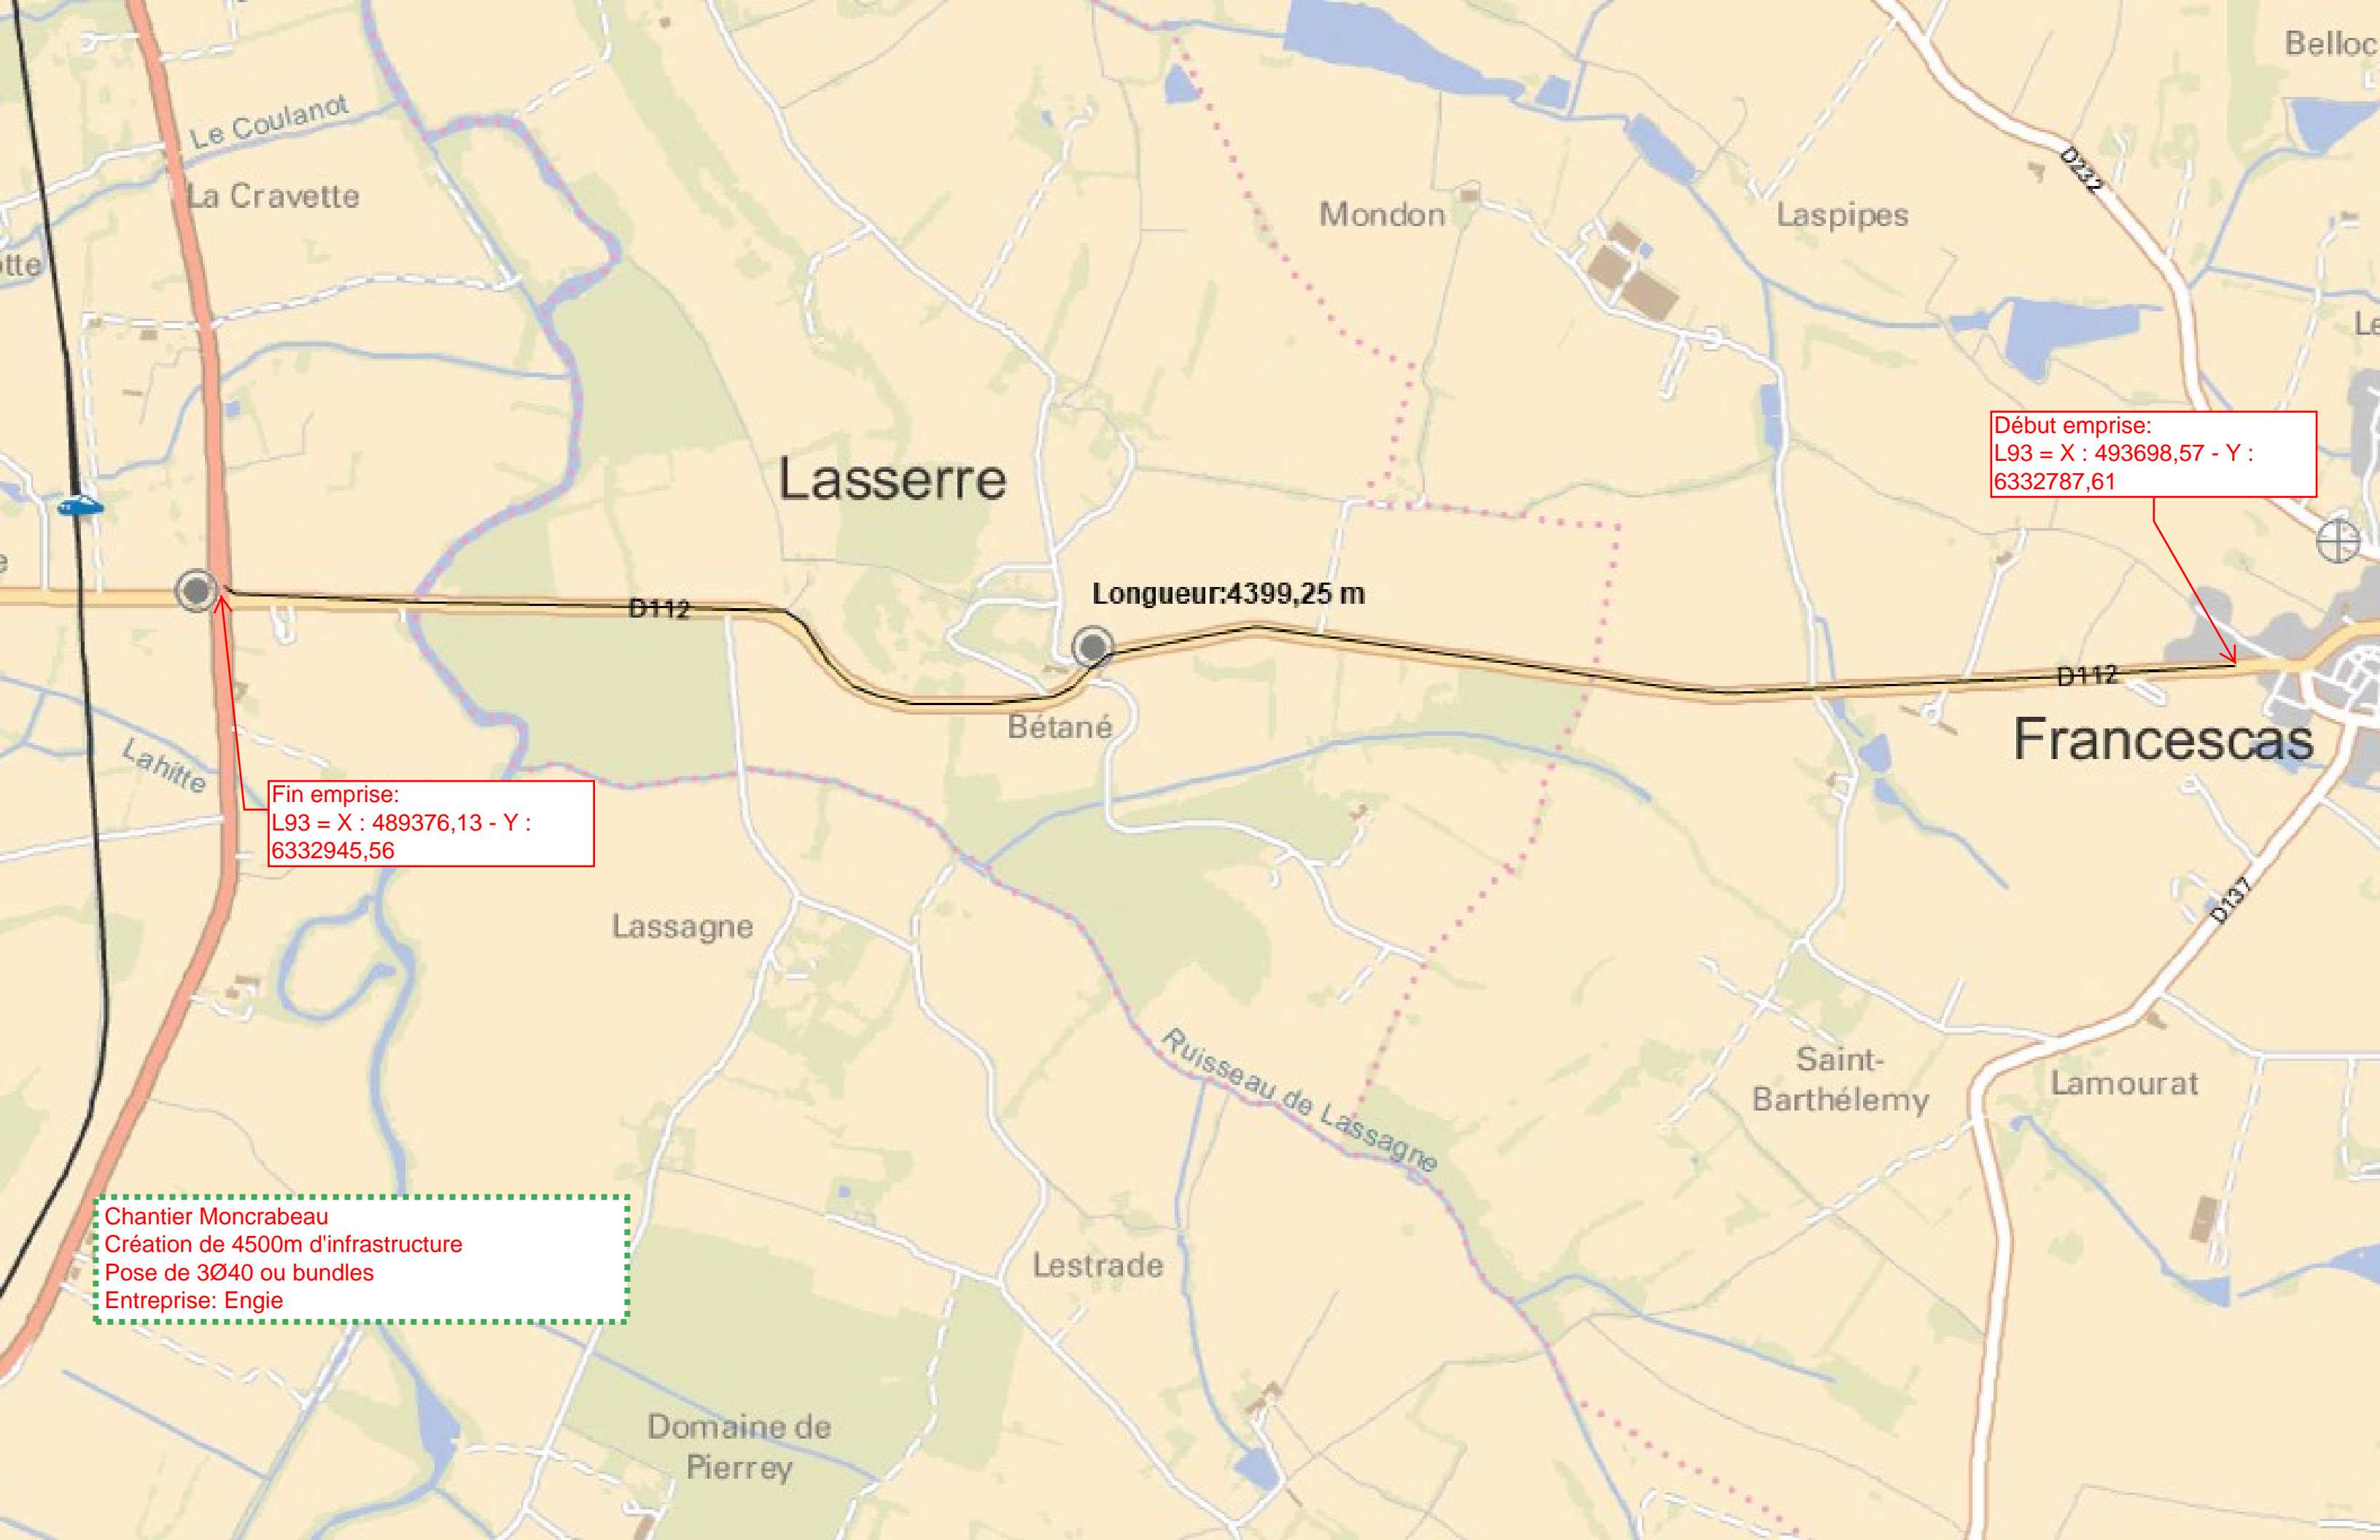 Belloc
Le Coulanot
La Cravette
D232
Mondon
Laspipes
tte
Le
Début emprise:
L93 = X : 493698,57 - Y :
6332787,61
Lasserre
e
Longueur:4399,25 m
D112
D112
Bétané
Francescas
Lahitte
Fin emprise:
L93 = X : 489376,13 - Y :
6332945,56
Lassagne
D137
Ruisseau de Lassagne
Saint-
Barthélemy
Lamourat
Chantier Moncrabeau
Création de 4500m d'infrastructure
Pose de 3Ø40 ou bundles
Entreprise: Engie
Lestrade
Domaine de
Pierrey